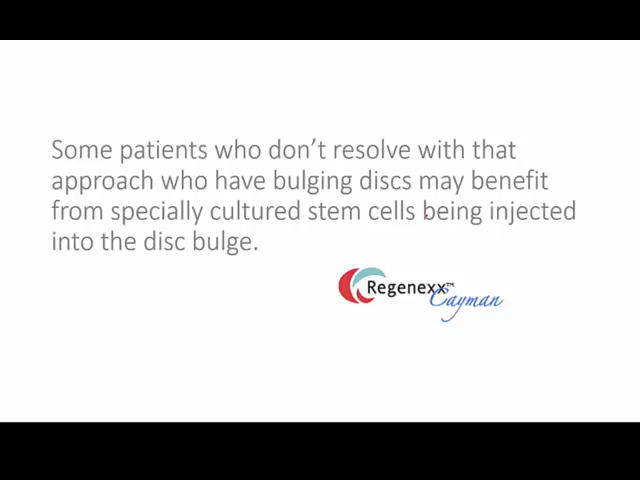 Some patients who don't resolve with that
approach who have bulging discs may benefit
from specially cultured stem cells being injected
into the disc bulge.
Regenexx™
Cayman